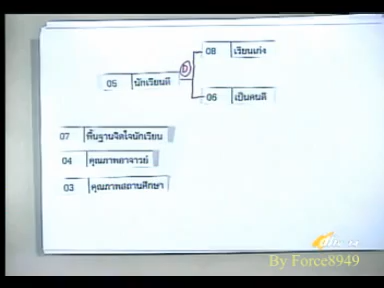 08 เรียนเก่ง
D
05 นักเรียนดี
06 เป็นคนดี
07 พื้นฐานจิตใจนักเรียน
04 คุณภาพอาจารย์
03 คุณภาพสถานศึกษา
By Force8949